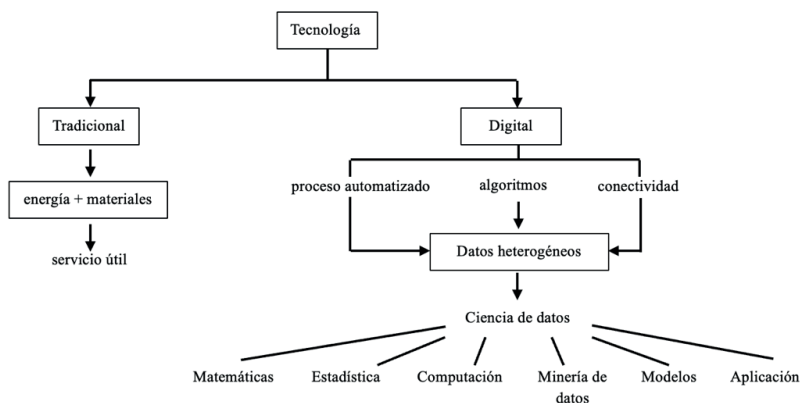 Tecnología
Tradicional
Digital
energía + materiales
servicio útil
proceso automatizado
algoritmos
conectividad
Datos heterogéneos
Ciencia de datos
Matemáticas
Estadística
Computación
Minería de
datos
Modelos
Aplicación